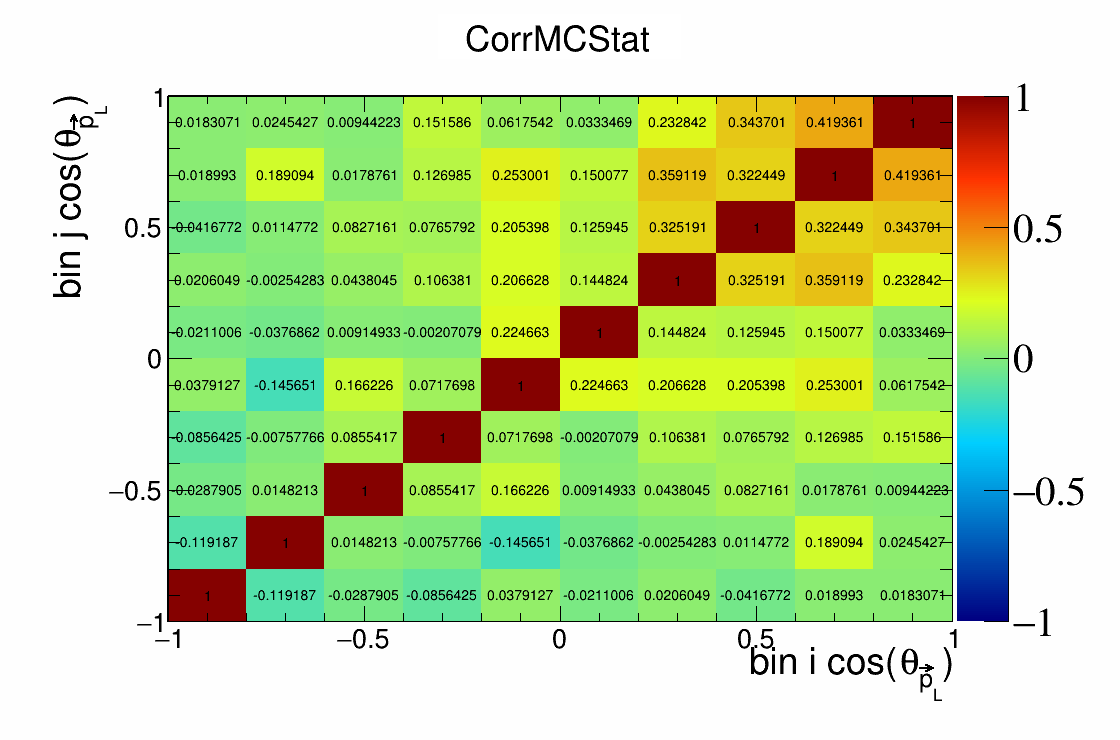 CorrMCStat
bin j cos(θ p⃗ L)
1
0.5
0
−0.5
−1
0.0183071 0.0245427 0.00944223 0.151586 0.0617542 0.0333469 0.232842 0.343701 0.419361 1
0.018993 0.189094 0.0178761 0.126985 0.253001 0.150077 0.359119 0.322449 1 0.419361
-0.0416772 0.0114772 0.0827161 0.0765792 0.205398 0.125945 0.325191 1 0.322449 0.343701
0.0206049 -0.00254283 0.0438045 0.106381 0.206628 0.144824 1 0.325191 0.359119 0.232842
-0.0211006 -0.0376862 0.00914933 -0.00207079 0.224663 1 0.144824 0.125945 0.150077 0.0333469
0.0379127 -0.145651 0.166226 0.0717698 1 0.224663 0.206628 0.205398 0.253001 0.0617542
-0.0856425 -0.00757766 0.0855417 1 0.0717698 -0.00207079 0.106381 0.0765792 0.126985 0.151586
-0.0287905 0.0148213 1 0.0855417 0.166226 0.00914933 0.0438045 0.0827161 0.0178761 0.00944223
-0.119187 1 0.0148213 -0.00757766 -0.145651 -0.0376862 -0.00254283 0.0114772 0.189094 0.0245427
1 -0.119187 -0.0287905 -0.0856425 0.0379127 -0.0211006 0.0206049 -0.0416772 0.018993 0.0183071
1
0.5
0
−0.5
−1
−1 −0.5 0 0.5 1
bin i cos(θ p⃗ L)